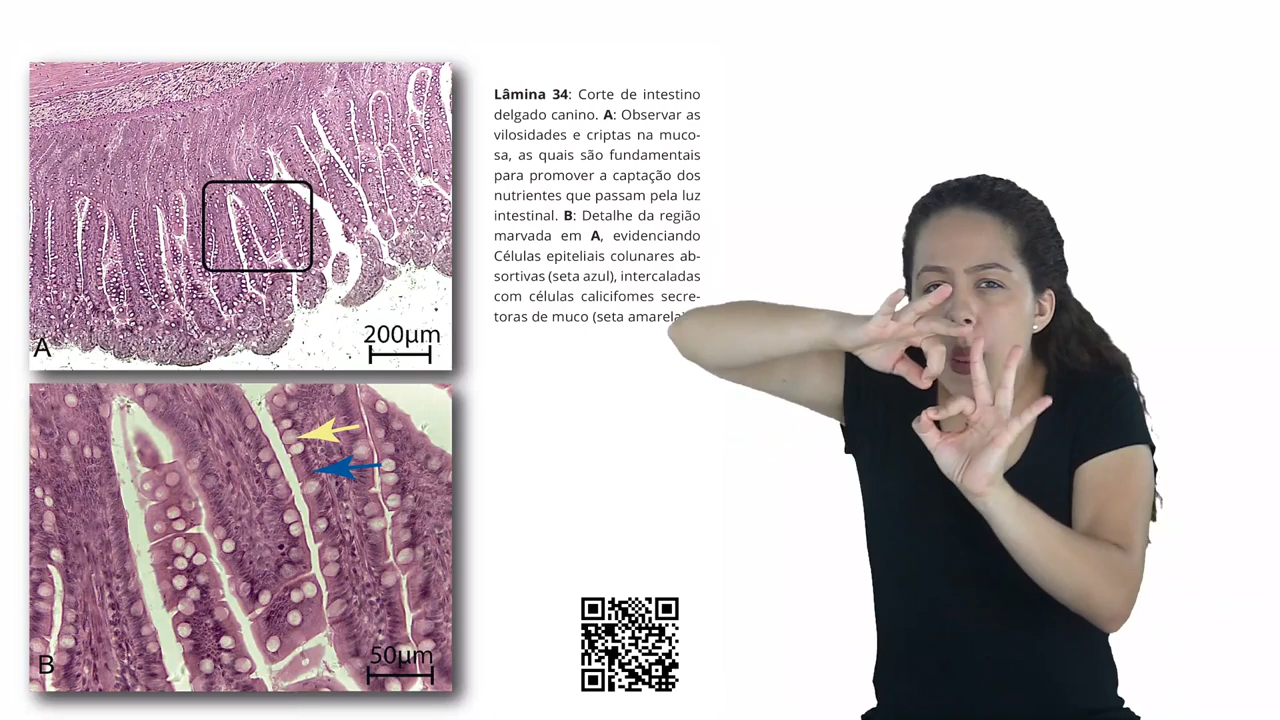 Lâmina 34: Corte de intestino
delgado canino. A: Observar as
vilosidades e criptas na muco-
sa, as quais são fundamentais
para promover a captação dos
nutrientes que passam pela luz
intestinal. B: Detalhe da região
marvada em A, evidenciando
Células epiteliais colunares ab-
sortivas (seta azul), intercaladas
com células calicifomes secre-
toras de muco (seta amarela)
200µm
A
50µm
B